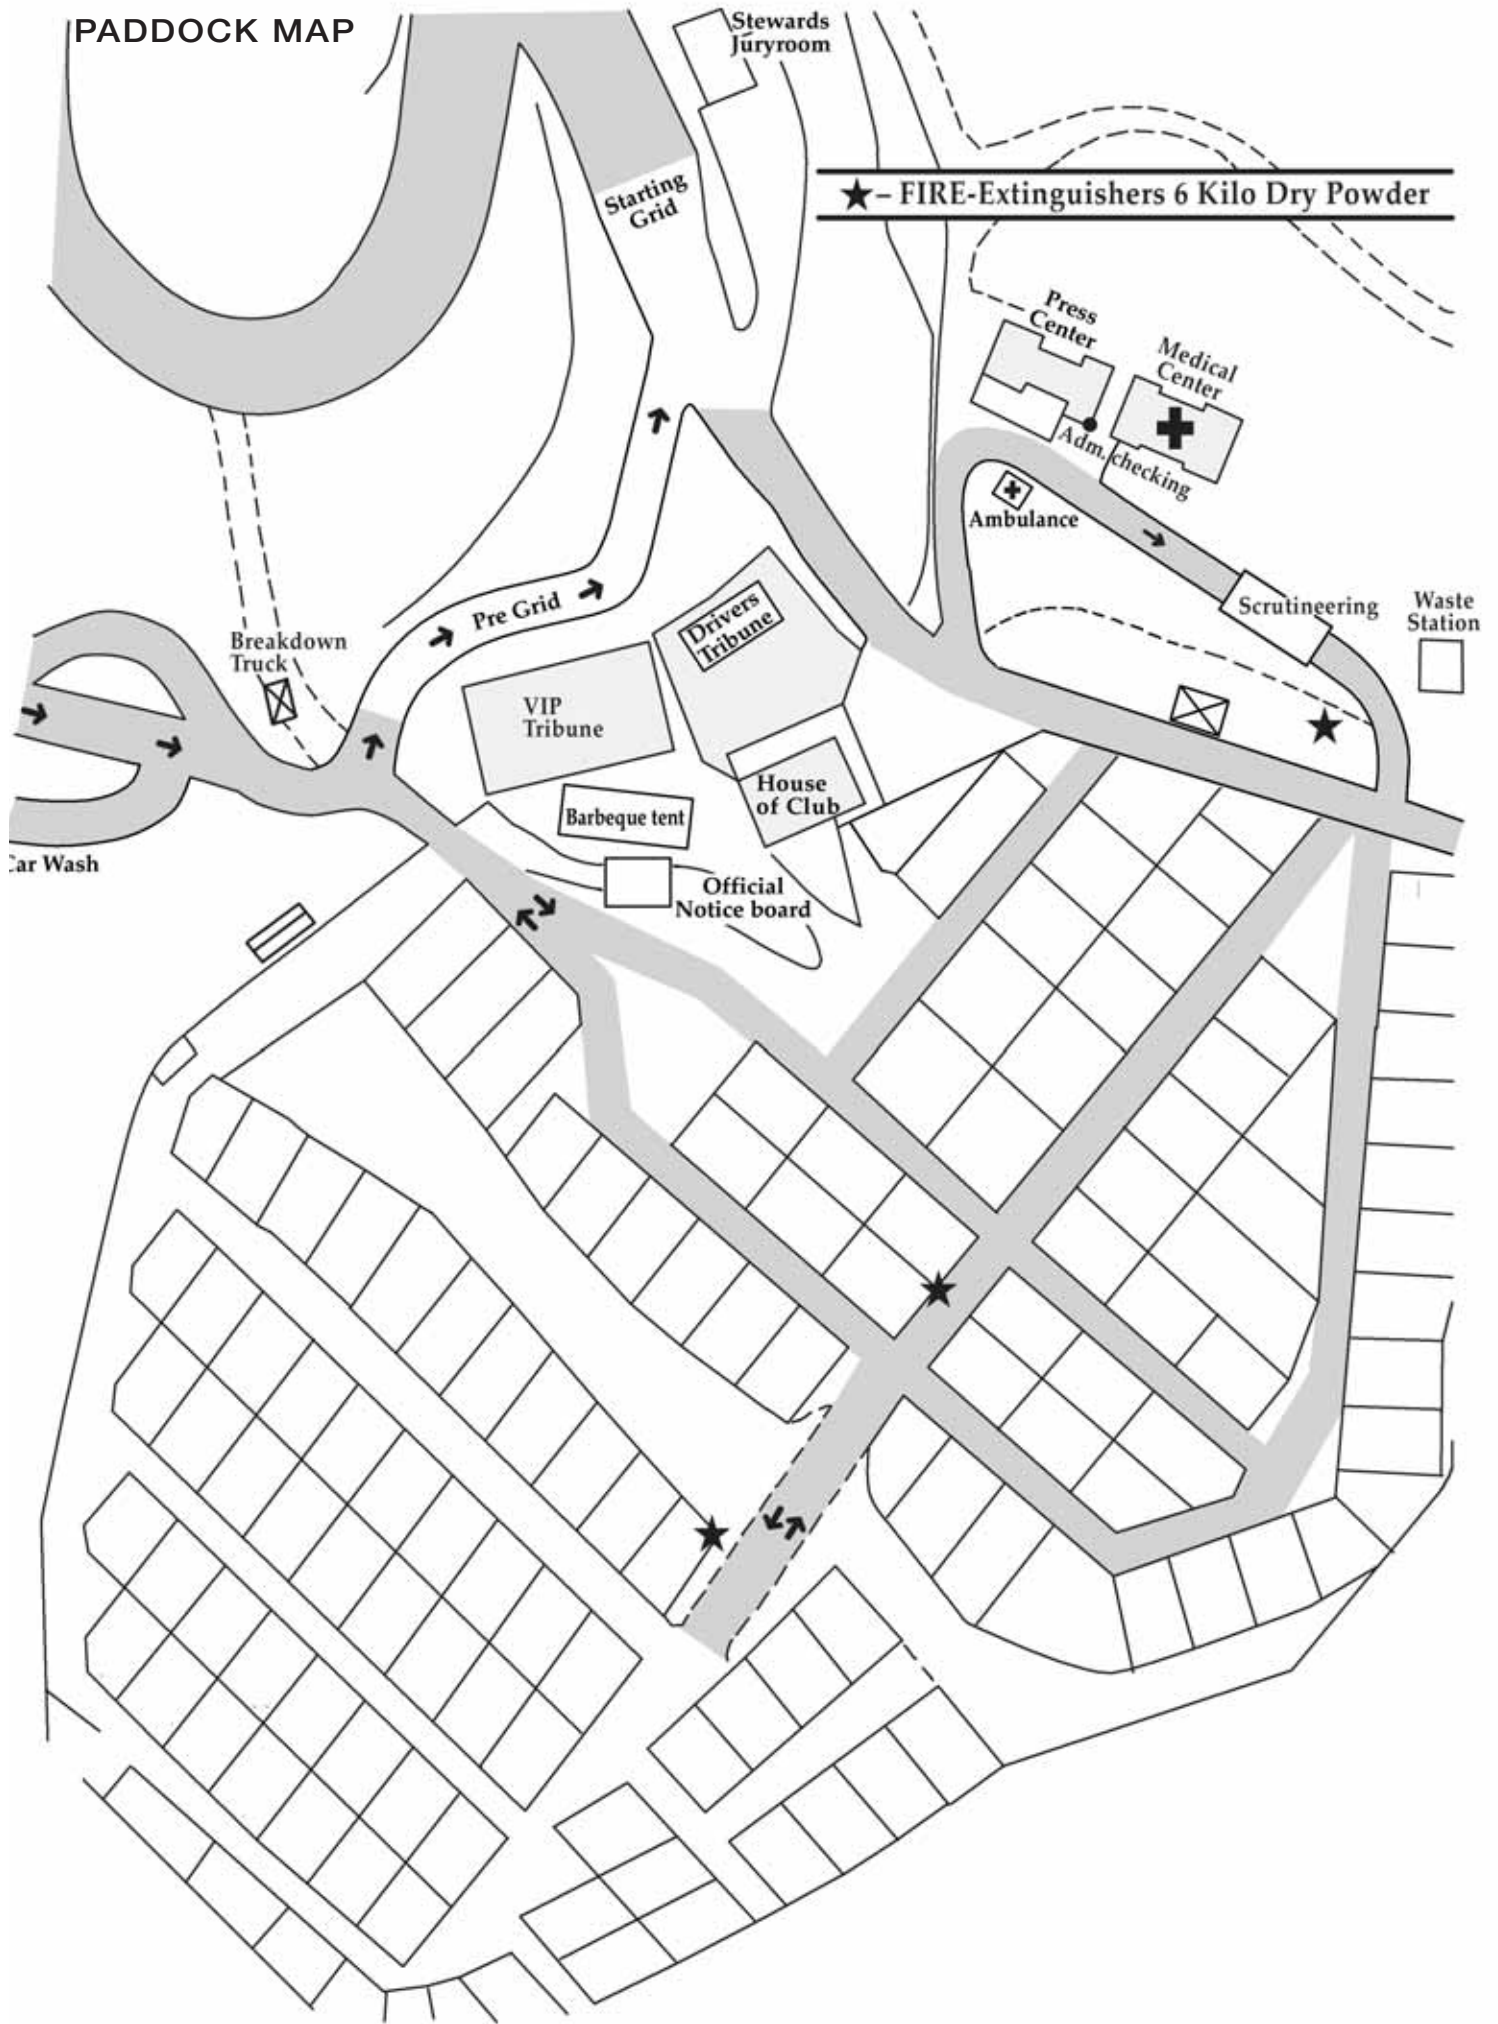 PADDOCK MAP
Stewards
Juryroom
Starting
Grid
★– FIRE-Extinguishers 6 Kilo Dry Powder
Press
Center
Medical
Center
Adm. checking
Ambulance
Scrutineering
Waste
Station
Pre Grid
Drivers
Tribune
Breakdown
Truck
VIP
Tribune
House
of Club
Barbeque tent
Car Wash
Official
Notice board